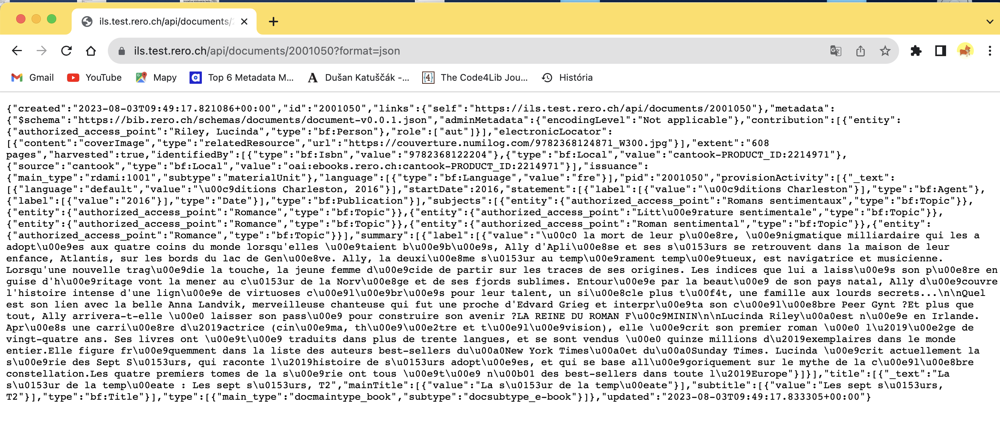 Iniciatíva kódovania textu (TEI)
ils.test.rero.ch/api/documents/
ils.test.rero.ch/api/documents/2001050?format=json
Gmail YouTube Mapy Top 6 Metadata M... Dušan Katuščák -... The Code4Lib Jou... História
{"created":"2023-08-03T09:49:17.821086+00:00","id":"2001050","links":{"self":"https://ils.test.rero.ch/api/documents/2001050"},"metadata":
{"$schema":"https://bib.rero.ch/schemas/documents/document-v0.0.1.json","adminMetadata":{"encodingLevel":"Not applicable"},"contribution":[{"entity":
{"authorized_access_point":"Riley, Lucinda","type":"bf:Person"},"role":["aut"]}],"electronicLocator":
[{"content":"coverImage","type":"relatedResource","url":"https://couverture.numilog.com/9782368124871_W300.jpg"}],"extent":"608
pages","harvested":true,"identifiedBy":[{"type":"bf:Isbn","value":"9782368122204"},{"type":"bf:Local","value":"cantook-PRODUCT_ID:2214971"},
{"source":"cantook","type":"bf:Local","value":"oai:ebooks.rero.ch:cantook-PRODUCT_ID:2214971"}],"issuance":
{"main_type":"rdami:1001","subtype":"materialUnit"},"language":[{"type":"bf:Language","value":"fre"}],"pid":"2001050","provisionActivity":[{"_text":
[{"language":"default","value":"\u00c9ditions Charleston, 2016"}],"startDate":2016,"statement":[{"label":[{"value":"\u00c9ditions Charleston"}],"type":"bf:Agent"},
{"label":[{"value":"2016"}],"type":"Date"}],"type":"bf:Publication"}],"subjects":[{"entity":{"authorized_access_point":"Romans sentimentaux","type":"bf:Topic"}},
{"entity":{"authorized_access_point":"Romance","type":"bf:Topic"}},{"entity":{"authorized_access_point":"Litt\u00e9rature sentimentale","type":"bf:Topic"}},
{"entity":{"authorized_access_point":"Romance","type":"bf:Topic"}},{"entity":{"authorized_access_point":"Roman sentimental","type":"bf:Topic"}},{"entity":
{"authorized_access_point":"Romance","type":"bf:Topic"}}],"summary":[{"label":[{"value":"\u00c0 la mort de leur p\u00e8re, \u00e9nigmatique milliardaire qui les a
adopt\u00e9es aux quatre coins du monde lorsqu'elles \u00e9taient b\u00e9b\u00e9s, Ally d'Apli\u00e8se et ses s\u0153urs se retrouvent dans la maison de leur
enfance, Atlantis, sur les bords du lac de Gen\u00e8ve. Ally, la deuxi\u00e8me s\u0153ur au temp\u00e9rament temp\u00e9tueux, est navigatrice et musicienne.
Lorsqu'une nouvelle trag\u00e9die la touche, la jeune femme d\u00e9cide de partir sur les traces de ses origines. Les indices que lui a laiss\u00e9s son p\u00e8re en
guise d'h\u00e9ritage vont la mener au c\u0153ur de la Norv\u00e8ge et de ses fjords sublimes. Entour\u00e9e par la beaut\u00e9 de son pays natal, Ally d\u00e9couvre
l'histoire intense d'une lign\u00e9e de virtuoses c\u00e9l\u00e9br\u00e9s pour leur talent, un si\u00e8cle plus t\u00f4t, une famille aux lourds secrets...\n\nQuel
est son lien avec la belle Anna Landvik, merveilleuse chanteuse qui fut une proche d'Edvard Grieg et interpr\u00e9ta son c\u00e9l\u00e8bre Peer Gynt ?Et plus que
tout, Ally arrivera-t-elle \u00e0 laisser son pass\u00e9 pour construire son avenir ?LA REINE DU ROMAN F\u00c9MININ\n\nLucinda Riley\u00a0est n\u00e9e en Irlande.
Apr\u00e8s une carri\u00e8re d\u2019actrice (cin\u00e9ma, th\u00e9\u00e2tre et t\u00e9l\u00e9vision), elle \u00e9crit son premier roman \u00e0 l\u2019\u00e2ge de
vingt-quatre ans. Ses livres ont \u00e9t\u00e9 traduits dans plus de trente langues, et se sont vendus \u00e0 quinze millions d\u2019exemplaires dans le monde
entier.Elle figure fr\u00e9quemment dans la liste des auteurs best-sellers du\u00a0New York Times\u00a0et du\u00a0Sunday Times. Lucinda \u00e9crit actuellement la
s\u00e9rie des Sept S\u0153urs, qui raconte l\u2019histoire de s\u0153urs adopt\u00e9es, et qui se base all\u00e9goriquement sur le mythe de la c\u00e9l\u00e8bre
constellation.Les quatre premiers tomes de la s\u00e9rie ont tous \u00e9t\u00e9 n\u00b01 des best-sellers dans toute l\u2019Europe"}]}],"title":[{"_text":"La
s\u0153ur de la temp\u00eate : Les sept s\u0153urs, T2","mainTitle":[{"value":"La s\u0153ur de la temp\u00eate"}],"subtitle":[{"value":"Les sept s\u0153urs,
T2"}],"type":"bf:Title"}],"type":[{"main_type":"docmaintype_book","subtype":"docsubtype_e-book"}]},"updated":"2023-08-03T09:49:17.833305+00:00"}